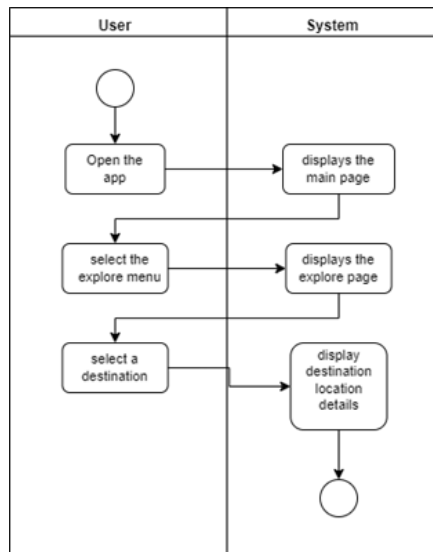 User
System
Open the
app
displays the
main page
select the
explore menu
displays the
explore page
select a
destination
display
destination
location
details